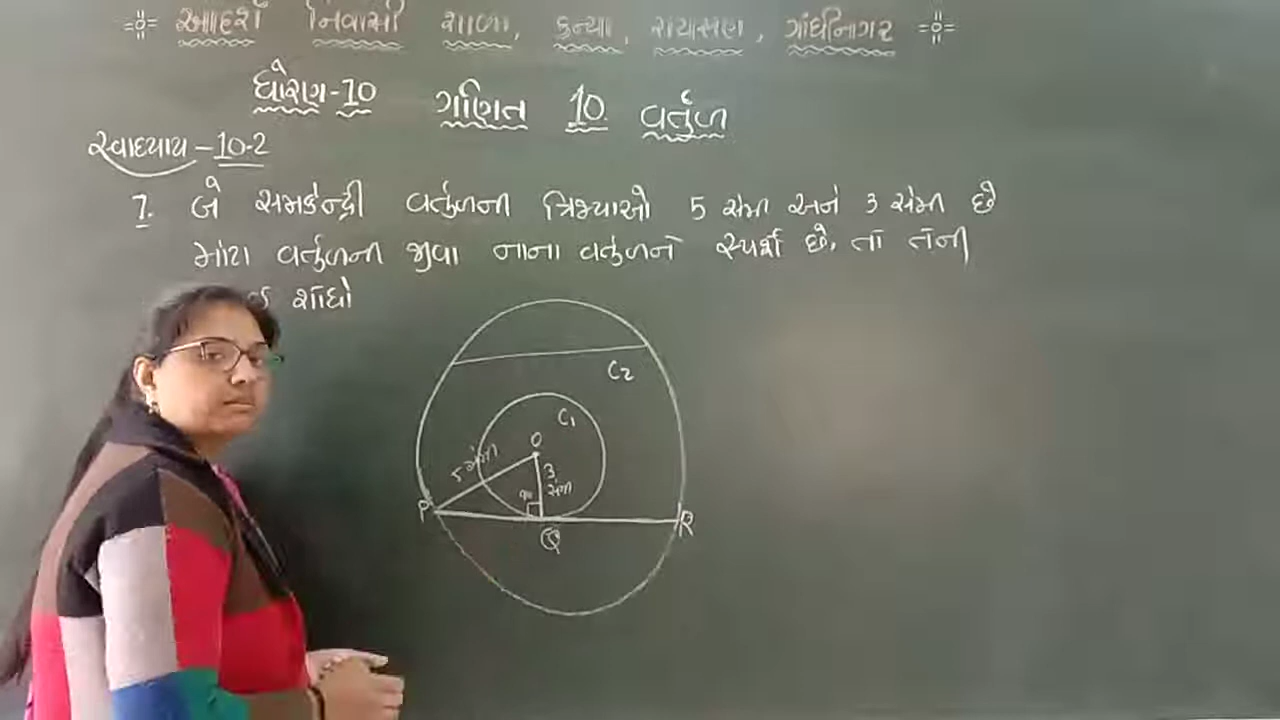 આદર્શ નિવાસી શાળા, કન્યા, રાયસણ, ગાંધીનગર
ધોરણ-10 ગણિત 10. વર્તુળ
સ્વાધ્યાય - 10.2
7. બે સમકેન્દ્રી વર્તુળની ત્રિજ્યાઓ 5 સેમી અને 3 સેમી છે
મોટા વર્તુળની જીવા નાના વર્તુળને સ્પર્શે છે, તો તેની
શોધો
C2
C1
O
5 સેમી
3
સેમી
90
P
Q
R